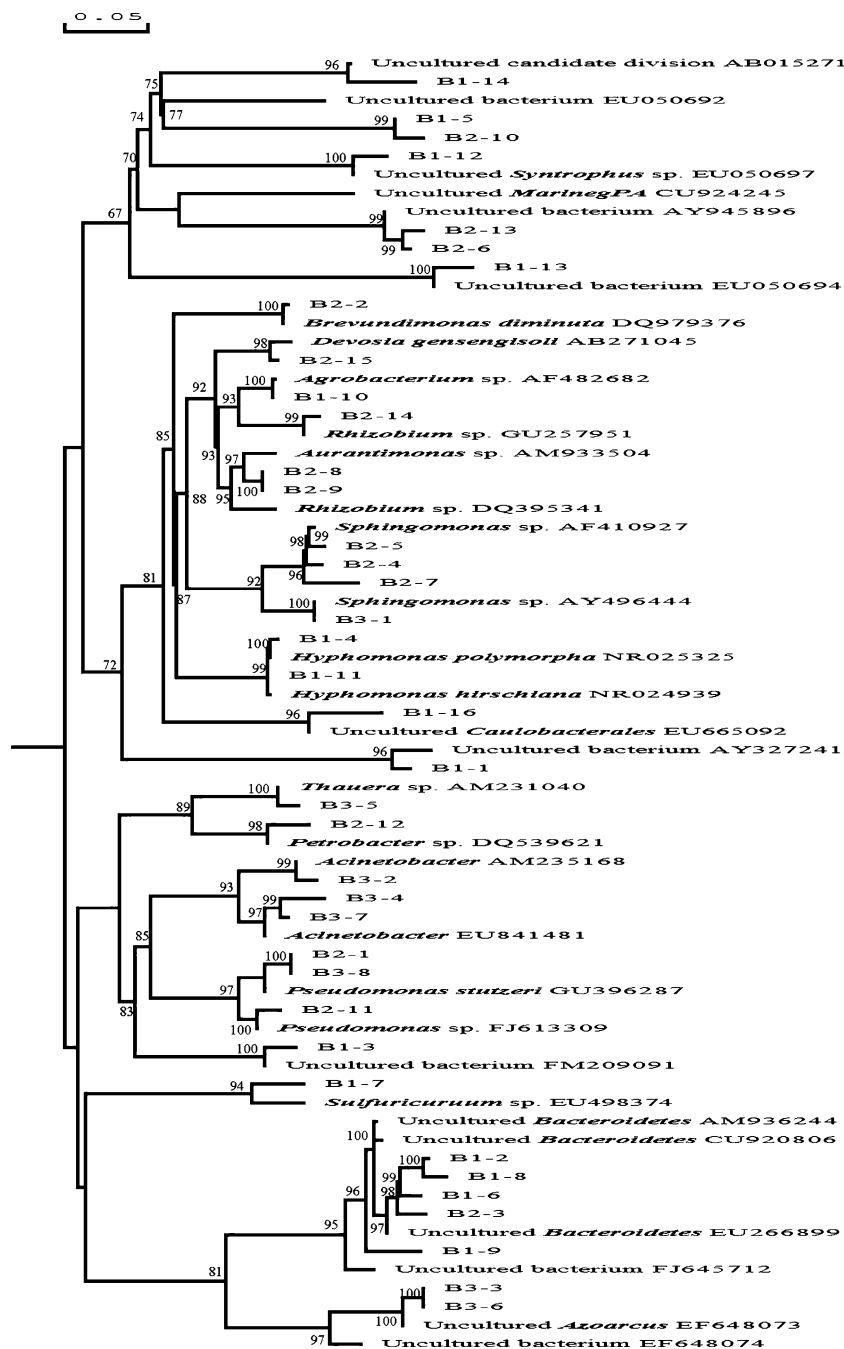 0.05
96 Uncultured candidate division AB015271
75 B1-14
Uncultured bacterium EU050692
77
74 99 B1-5
B2-10
70 100 B1-12
Uncultured Syntrophus sp. EU050697
Uncultured MarinegPA CU924245
67 99 Uncultured bacterium AY945896
B2-13
99 B2-6
100 B1-13
Uncultured bacterium EU050694
100 B2-2
Brevundimonas diminuta DQ979376
98 Devosia gensengisoli AB271045
B2-15
92 100 Agrobacterium sp. AF482682
93 B1-10
99 B2-14
85 Rhizobium sp. GU257951
93 97 Aurantimonas sp. AM933504
B2-8
88 95 100 B2-9
Rhizobium sp. DQ395341
98 99 Sphingomonas sp. AF410927
B2-5
96 B2-4
81 92 B2-7
87 100 Sphingomonas sp. AY496444
B3-1
100 B1-4
Hyphomonas polymorpha NR025325
72 99 B1-11
Hyphomonas hirschiana NR024939
96 B1-16
Uncultured Caulobacterales EU665092
96 Uncultured bacterium AY327241
B1-1
100 Thauera sp. AM231040
89 B3-5
98 B2-12
Petrobacter sp. DQ539621
99 Acinetobacter AM235168
93 B3-2
99 B3-4
97 B3-7
85 Acinetobacter EU841481
100 B2-1
B3-8
97 Pseudomonas stutzeri GU396287
83 B2-11
100 Pseudomonas sp. FJ613309
100 B1-3
Uncultured bacterium FM209091
94 B1-7
Sulfuricuruum sp. EU498374
Uncultured Bacteroidetes AM936244
100 Uncultured Bacteroidetes CU920806
100 B1-2
99 B1-8
96 98 B1-6
B2-3
95 97 Uncultured Bacteroidetes EU266899
B1-9
81 Uncultured bacterium FJ645712
100 B3-3
B3-6
100 Uncultured Azoarcus EF648073
97 Uncultured bacterium EF648074